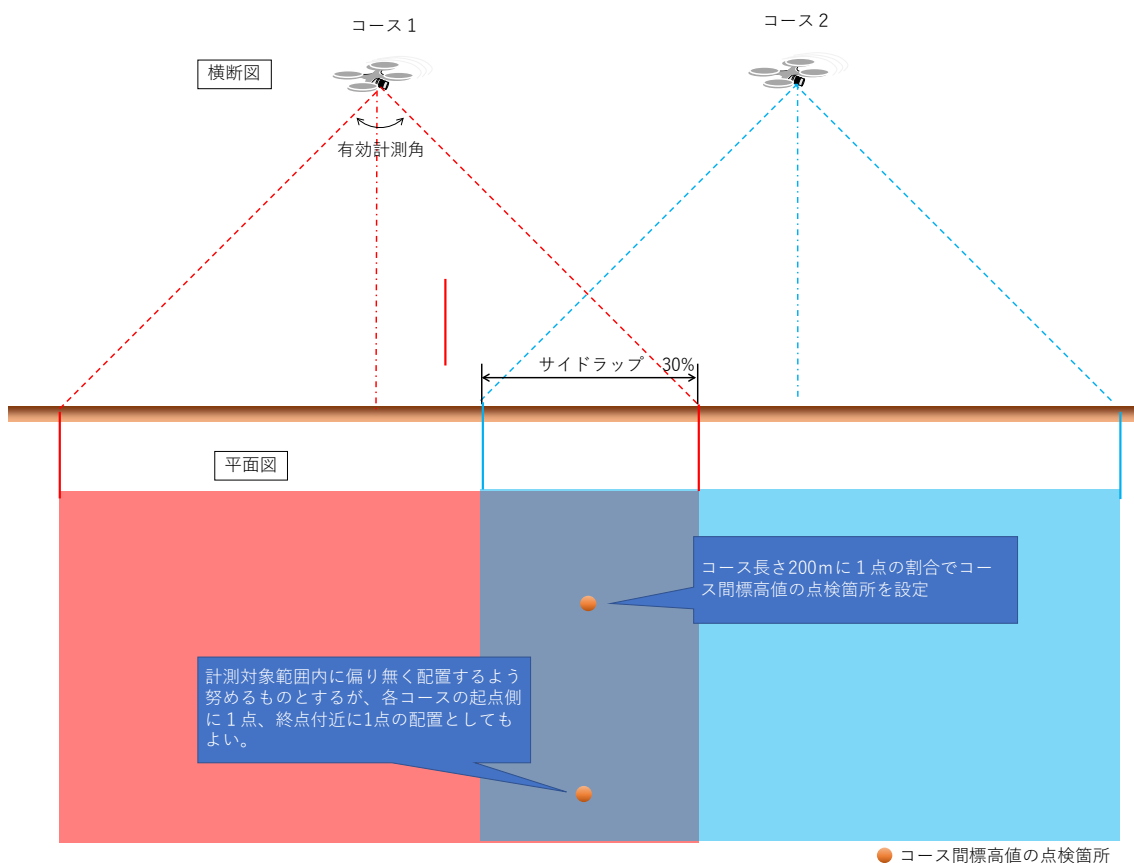 コース１
コース２
横断図
有効計測角
サイドラップ　30%
平面図
コース長さ200ｍに１点の割合でコー
ス間標高値の点検箇所を設定
計測対象範囲内に偏り無く配置するよう
努めるものとするが、各コースの起点側
に１点、終点付近に1点の配置としても
よい。
コース間標高値の点検箇所